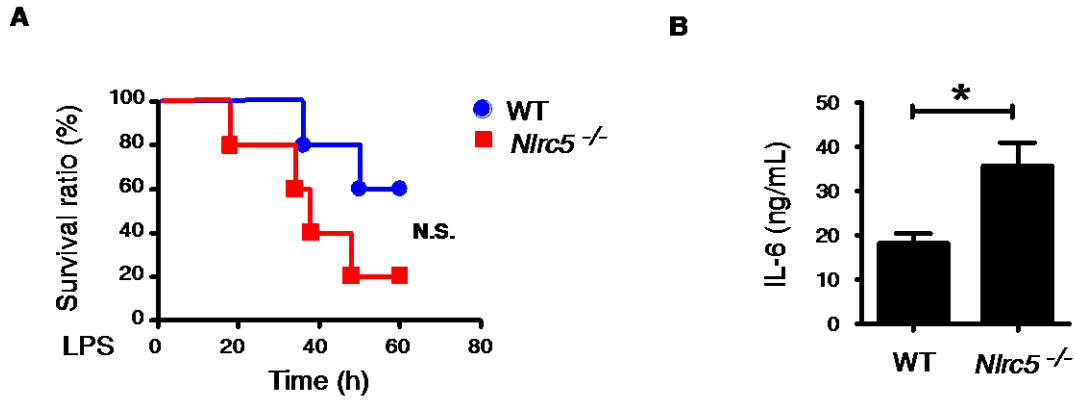 A
Survival ratio (%)
100
80
60
40
20
0
WT
Nlrc5 -/-
N.S.
LPS
0 20 40 60 80
Time (h)
B
IL-6 (ng/mL)
50
40
30
20
10
0
*
WT Nlrc5 -/-